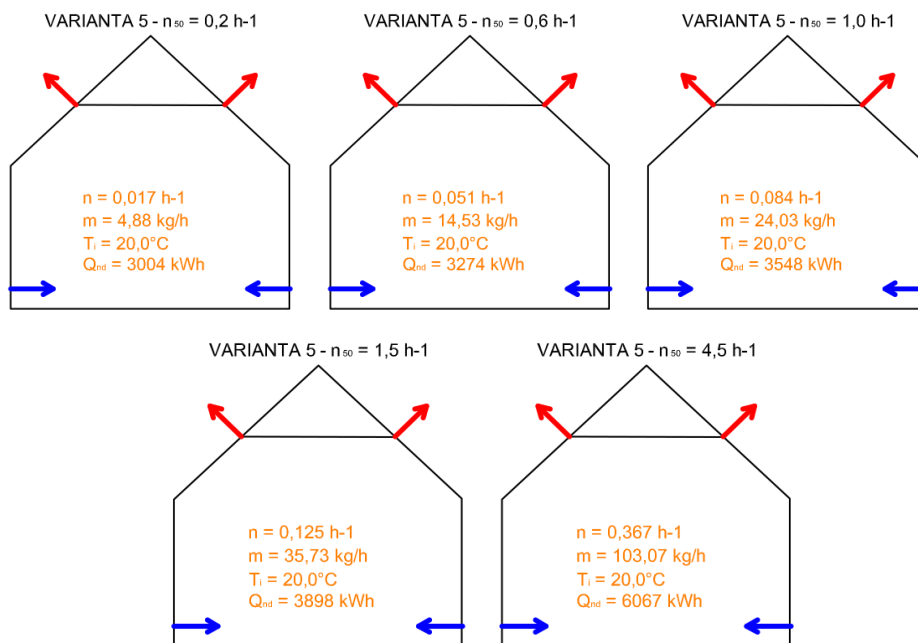 VARIANTA 5 - n₅₀ = 0,2 h-1
n = 0,017 h-1
m = 4,88 kg/h
Tᵢ = 20,0°C
Qnd = 3004 kWh
VARIANTA 5 - n₅₀ = 0,6 h-1
n = 0,051 h-1
m = 14,53 kg/h
Tᵢ = 20,0°C
Qnd = 3274 kWh
VARIANTA 5 - n₅₀ = 1,0 h-1
n = 0,084 h-1
m = 24,03 kg/h
Tᵢ = 20,0°C
Qnd = 3548 kWh
VARIANTA 5 - n₅₀ = 1,5 h-1
n = 0,125 h-1
m = 35,73 kg/h
Tᵢ = 20,0°C
Qnd = 3898 kWh
VARIANTA 5 - n₅₀ = 4,5 h-1
n = 0,367 h-1
m = 103,07 kg/h
Tᵢ = 20,0°C
Qnd = 6067 kWh